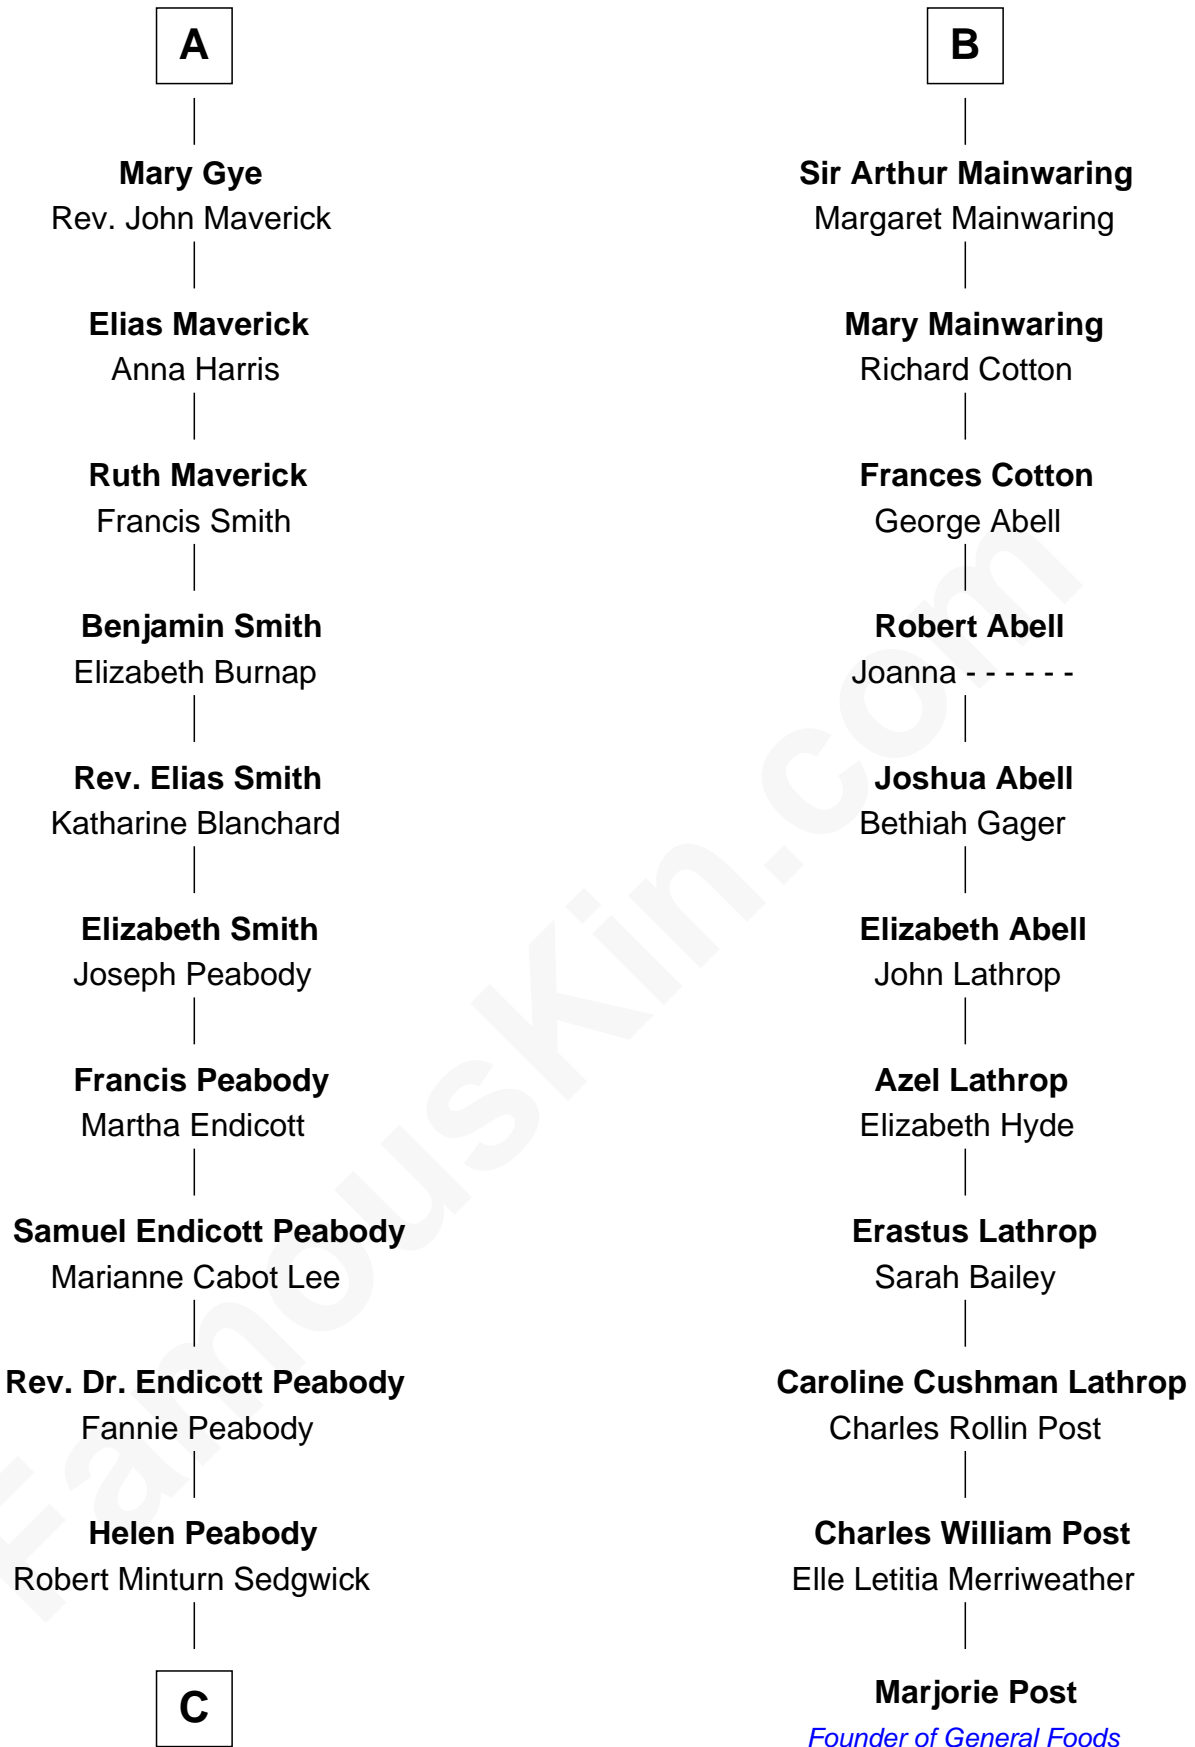 A
Mary Gye
Rev. John Maverick
Elias Maverick
Anna Harris
Ruth Maverick
Francis Smith
Benjamin Smith
Elizabeth Burnap
Rev. Elias Smith
Katharine Blanchard
Elizabeth Smith
Joseph Peabody
Francis Peabody
Martha Endicott
Samuel Endicott Peabody
Marianne Cabot Lee
Rev. Dr. Endicott Peabody
Fannie Peabody
Helen Peabody
Robert Minturn Sedgwick
C
B
Sir Arthur Mainwaring
Margaret Mainwaring
Mary Mainwaring
Richard Cotton
Frances Cotton
George Abell
Robert Abell
Joanna - - - - - -
Joshua Abell
Bethiah Gager
Elizabeth Abell
John Lathrop
Azel Lathrop
Elizabeth Hyde
Erastus Lathrop
Sarah Bailey
Caroline Cushman Lathrop
Charles Rollin Post
Charles William Post
Elle Letitia Merriweather
Marjorie Post
Founder of General Foods
FamousKin.com